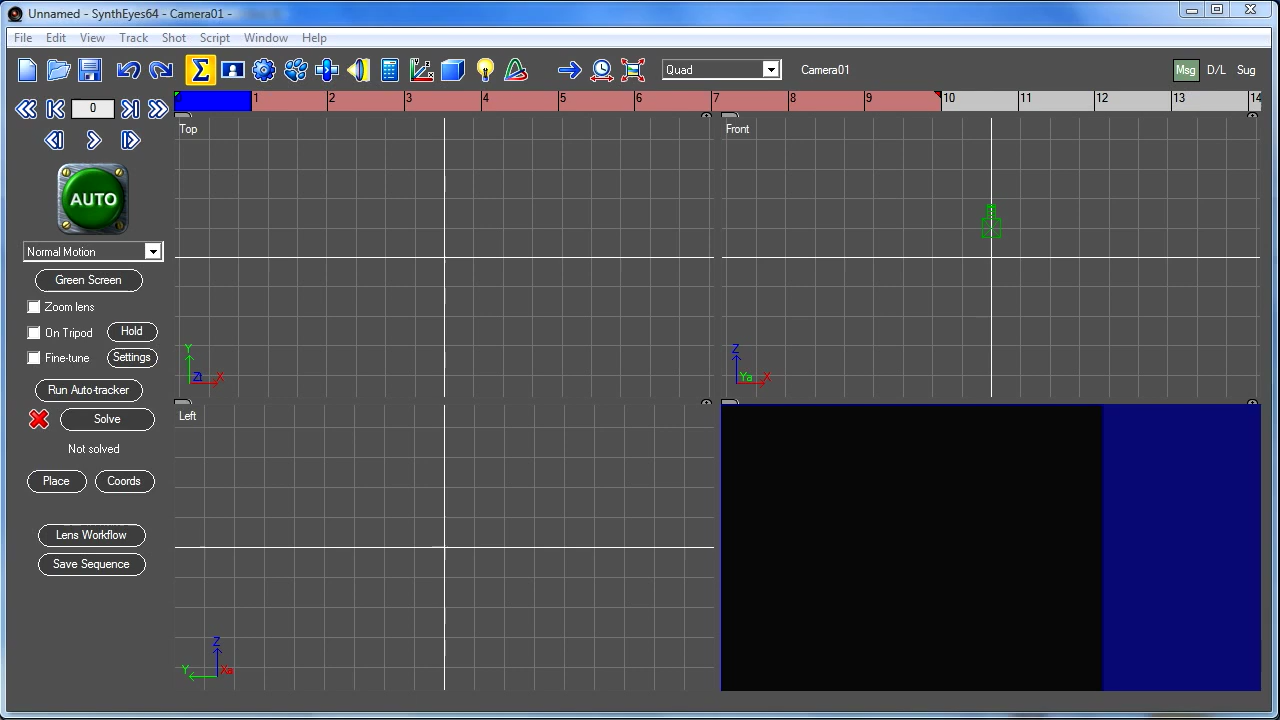 Unnamed - SynthEyes64 - Camera01 -
File Edit View Track Shot Script Window Help
Quad Camera01 Msg D/L Sug
0 1 2 3 4 5 6 7 8 9 10 11 12 13 14
Top
Front
AUTO
Normal Motion
Green Screen
Zoom lens
On Tripod Hold
Fine-tune Settings
Run Auto-tracker
Solve
Not solved
Place Coords
Lens Workflow
Save Sequence
Y
X
Z
Ya X
Left
Z
Y Xa